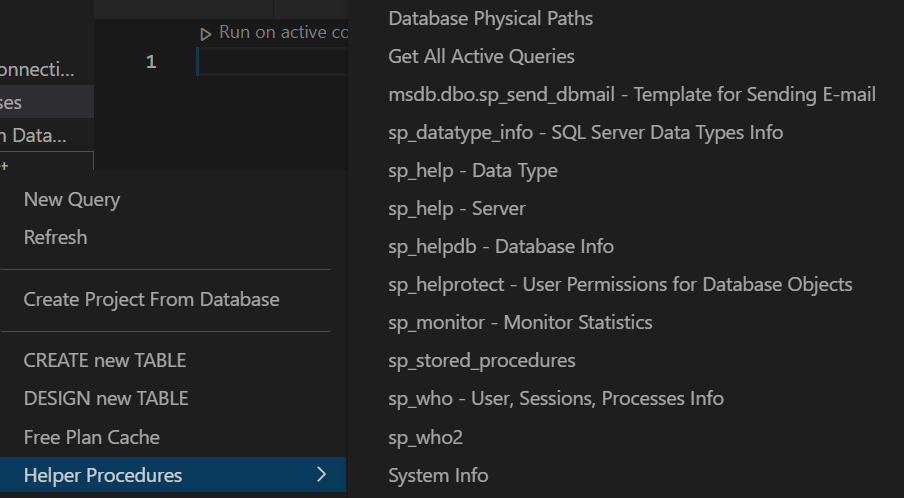 Run on active co
1
onnecti...
ses
n Data...
New Query
Refresh
Create Project From Database
CREATE new TABLE
DESIGN new TABLE
Free Plan Cache
Helper Procedures
Database Physical Paths
Get All Active Queries
msdb.dbo.sp_send_dbmail - Template for Sending E-mail
sp_datatype_info - SQL Server Data Types Info
sp_help - Data Type
sp_help - Server
sp_helpdb - Database Info
sp_helprotect - User Permissions for Database Objects
sp_monitor - Monitor Statistics
sp_stored_procedures
sp_who - User, Sessions, Processes Info
sp_who2
System Info